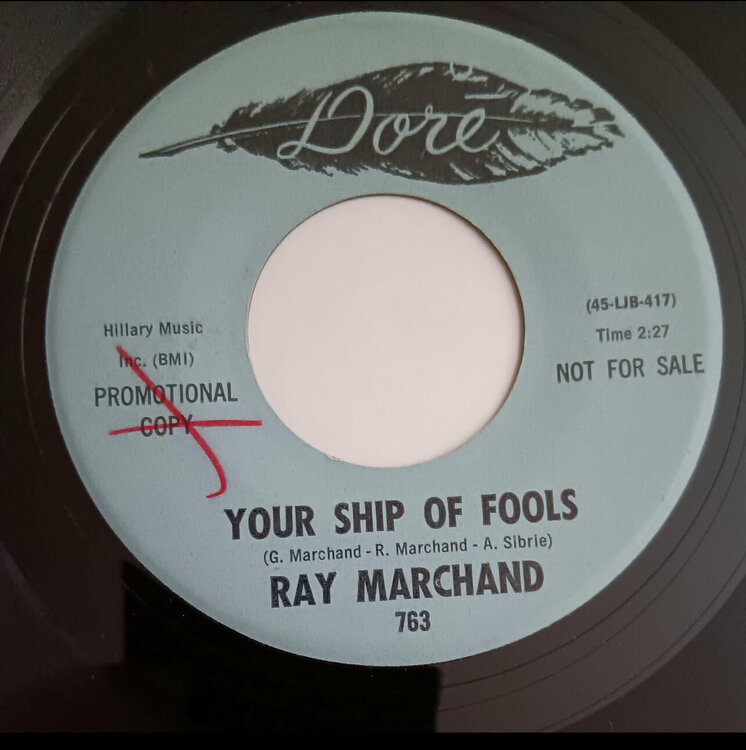 Doré
Hillary Music
Inc. (BMI)
PROMOTIONAL
COPY
(45-LJB-417)
Time 2:27
NOT FOR SALE
YOUR SHIP OF FOOLS
(G. Marchand - R. Marchand - A. Sibrie)
RAY MARCHAND
763